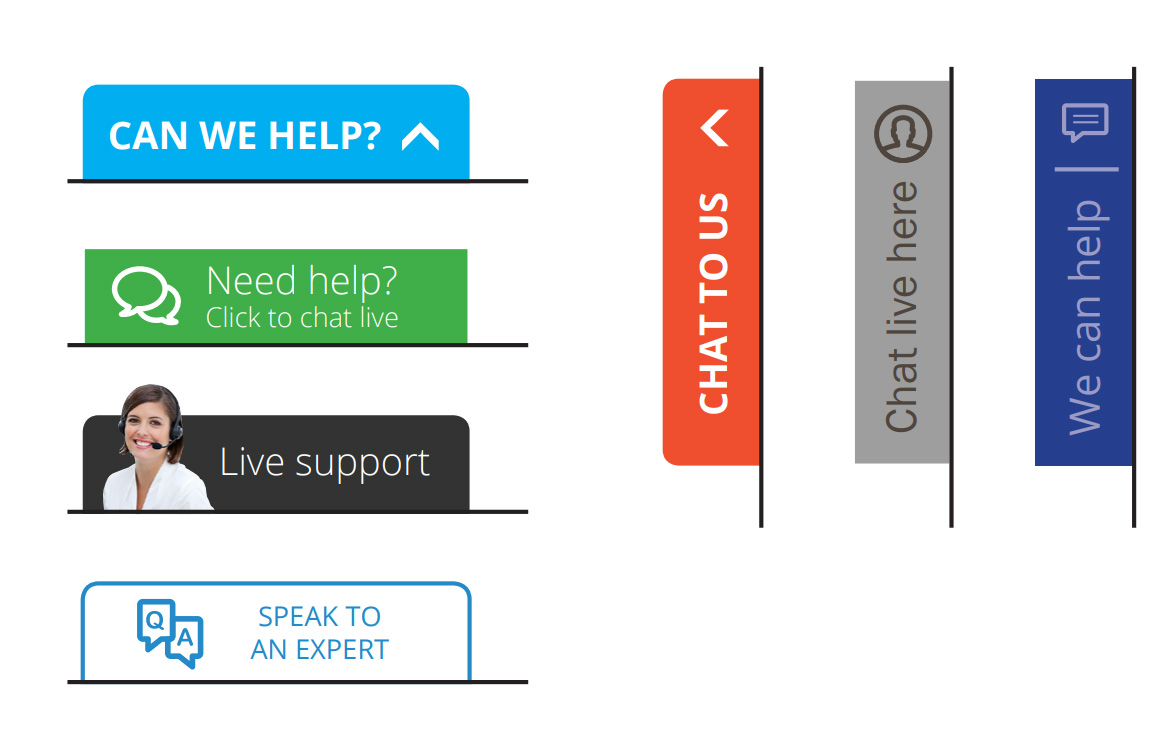 CAN WE HELP?
Need help?
Click to chat live
Live support
Q
A
SPEAK TO
AN EXPERT
CHAT TO US
Chat live here
We can help